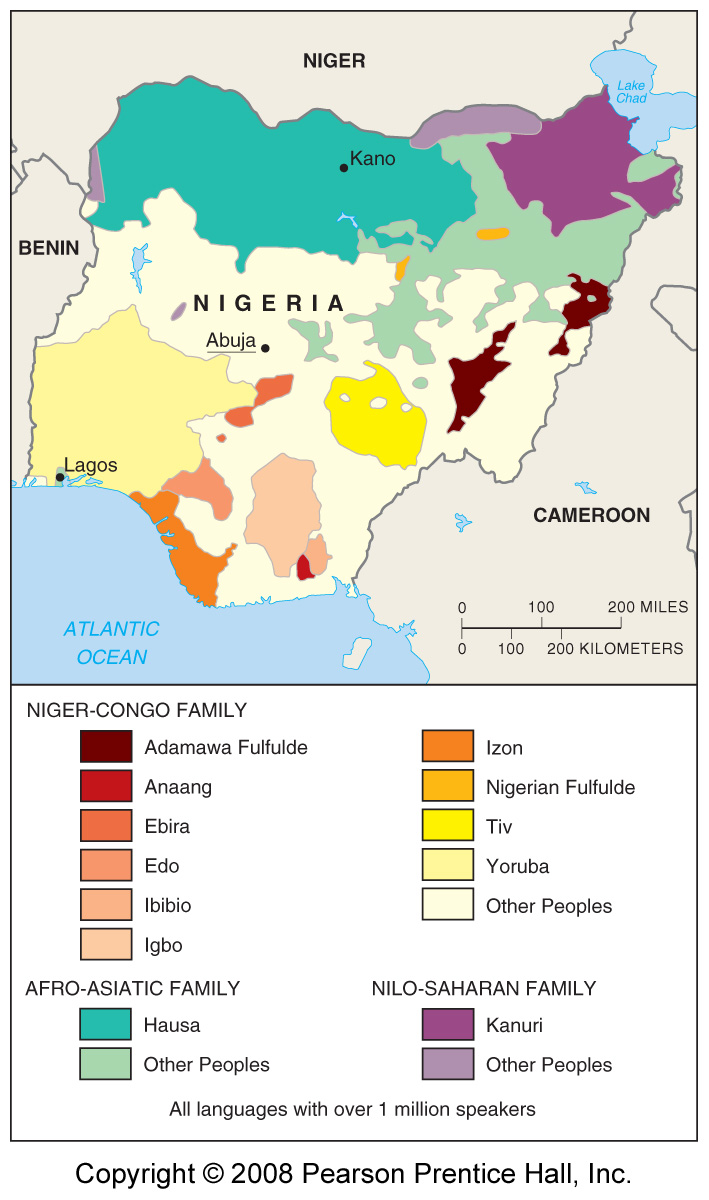 NIGER
Lake
Chad
Kano
BENIN
NIGERIA
Abuja
Lagos
CAMEROON
ATLANTIC
OCEAN
0 100 200 MILES
0 100 200 KILOMETERS
NIGER-CONGO FAMILY
Adamawa Fulfulde
Anaang
Ebira
Edo
Ibibio
Igbo
Izon
Nigerian Fulfulde
Tiv
Yoruba
Other Peoples
AFRO-ASIATIC FAMILY
Hausa
Other Peoples
NILO-SAHARAN FAMILY
Kanuri
Other Peoples
All languages with over 1 million speakers
Copyright © 2008 Pearson Prentice Hall, Inc.